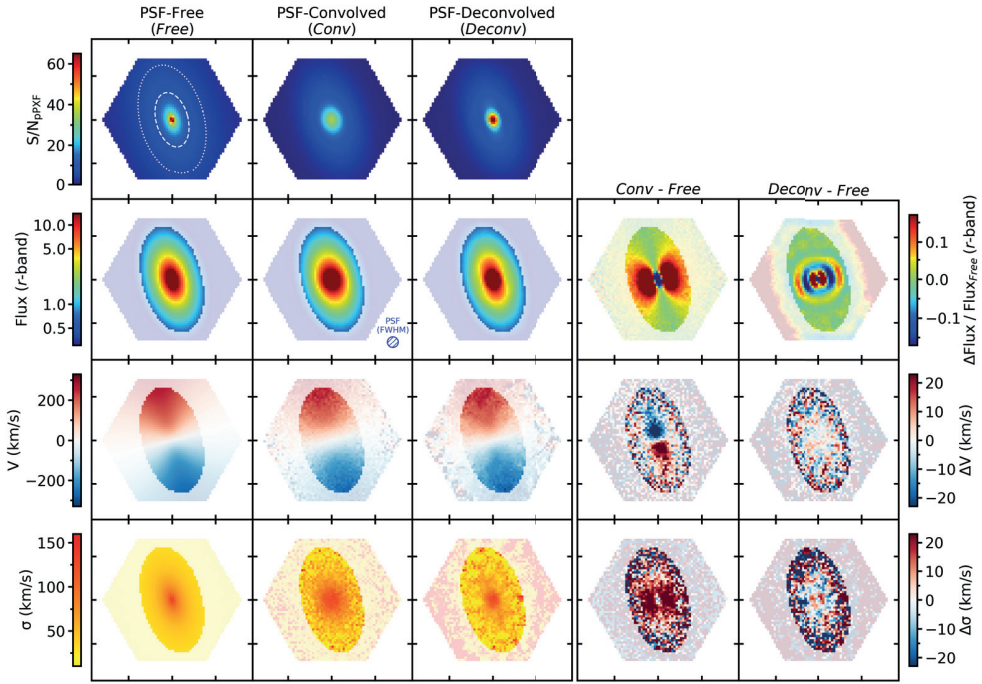 PSF-Free
(Free)
PSF-Convolved
(Conv)
PSF-Deconvolved
(Deconv)
60
40
20
0
S/N_pPXF
Conv - Free
Deconv - Free
10.0
5.0
1.0
0.5
Flux (r-band)
PSF
(FWHM)
0.1
0.0
−0.1
ΔFlux / Flux_Free (r-band)
200
0
−200
V (km/s)
20
10
0
−10
−20
ΔV (km/s)
150
100
50
σ (km/s)
20
10
0
−10
−20
Δσ (km/s)